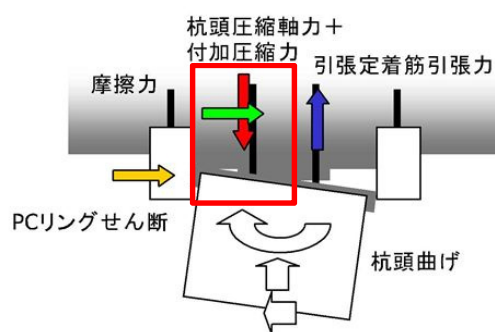 杭頭圧縮軸力＋
付加圧縮力
引張定着筋引張力
摩擦力
PCリングせん断
杭頭曲げ